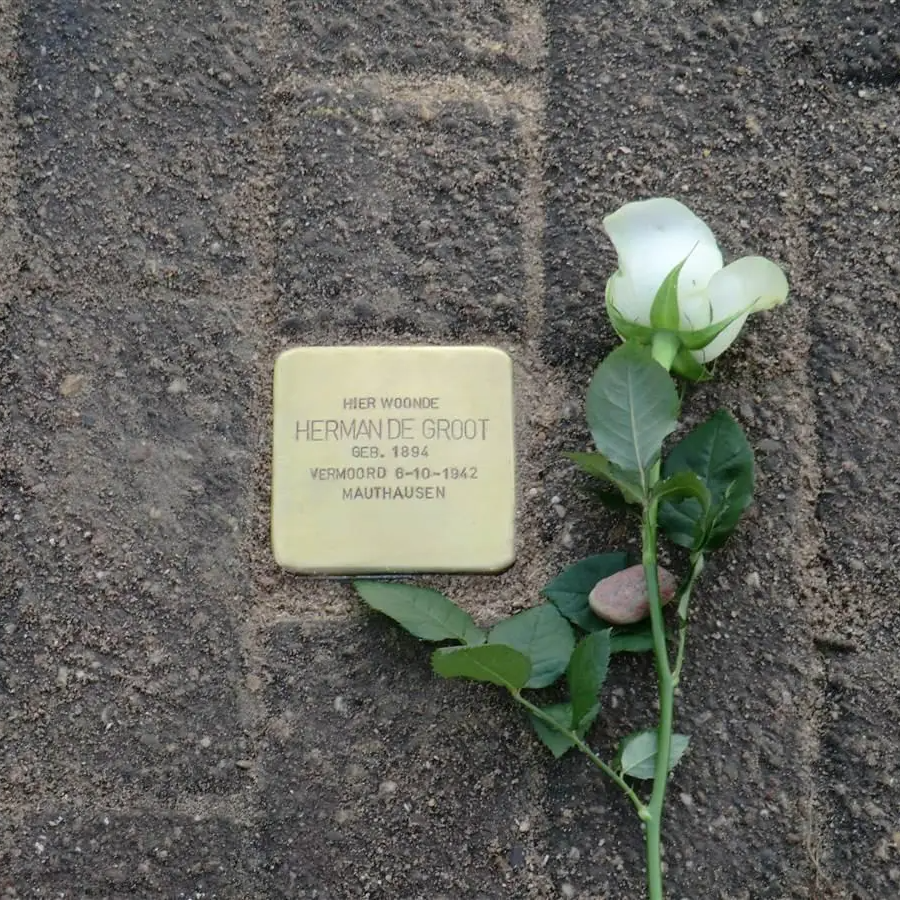 HIER WOONDE
HERMAN DE GROOT
GEB. 1894
VERMOORD 6-10-1942
MAUTHAUSEN